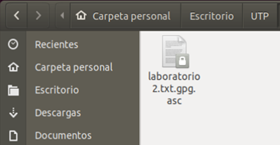 Carpeta personal Escritorio UTP
Recientes
Carpeta personal
Escritorio
Descargas
Documentos
laboratorio
2.txt.gpg.
asc